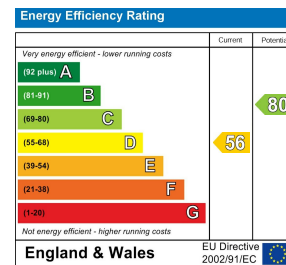 Energy Efficiency Rating
Current Potentia
Very energy efficient - lower running costs
(92 plus) A
(81-91) B
80
(69-80) C
(55-68) D
56
(39-54) E
(21-38) F
(1-20) G
Not energy efficient - higher running costs
England & Wales
EU Directive
2002/91/EC